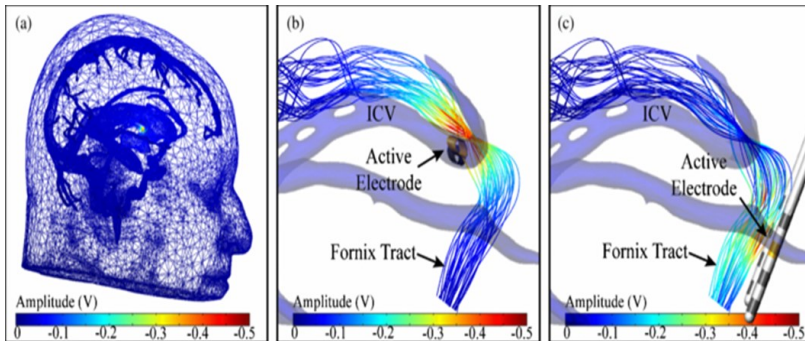 (a)
Amplitude (V)
0 -0.1 -0.2 -0.3 -0.4 -0.5
(b)
ICV
Active
Electrode
Fornix Tract
Amplitude (V)
0 -0.1 -0.2 -0.3 -0.4 -0.5
(c)
ICV
Active
Electrode
Fornix Tract
Amplitude (V)
0 -0.1 -0.2 -0.3 -0.4 -0.5